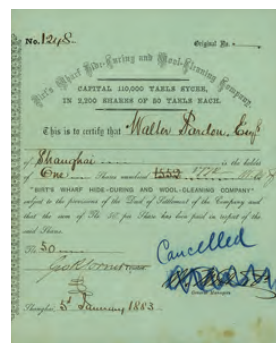 No. 1248.
Original No.
Birt's Wharf Hide-Curing and Wool-Cleaning Company.
CAPITAL 110,000 TAELS SYCEE,
IN 2,200 SHARES OF 50 TAELS EACH.
This is to certify that Walter Pardon, Esq
of Shanghai is the holder
of One Shares numbered
"BIRT'S WHARF HIDE-CURING AND WOOL-CLEANING COMPANY"
subject to the provisions of the Deed of Settlement of the Company and
that the sum of Tls. 50. per Share has been paid in respect of the
said Shares.
Tls 50
Cancelled
General Managers
Shanghai, 5 January 1883